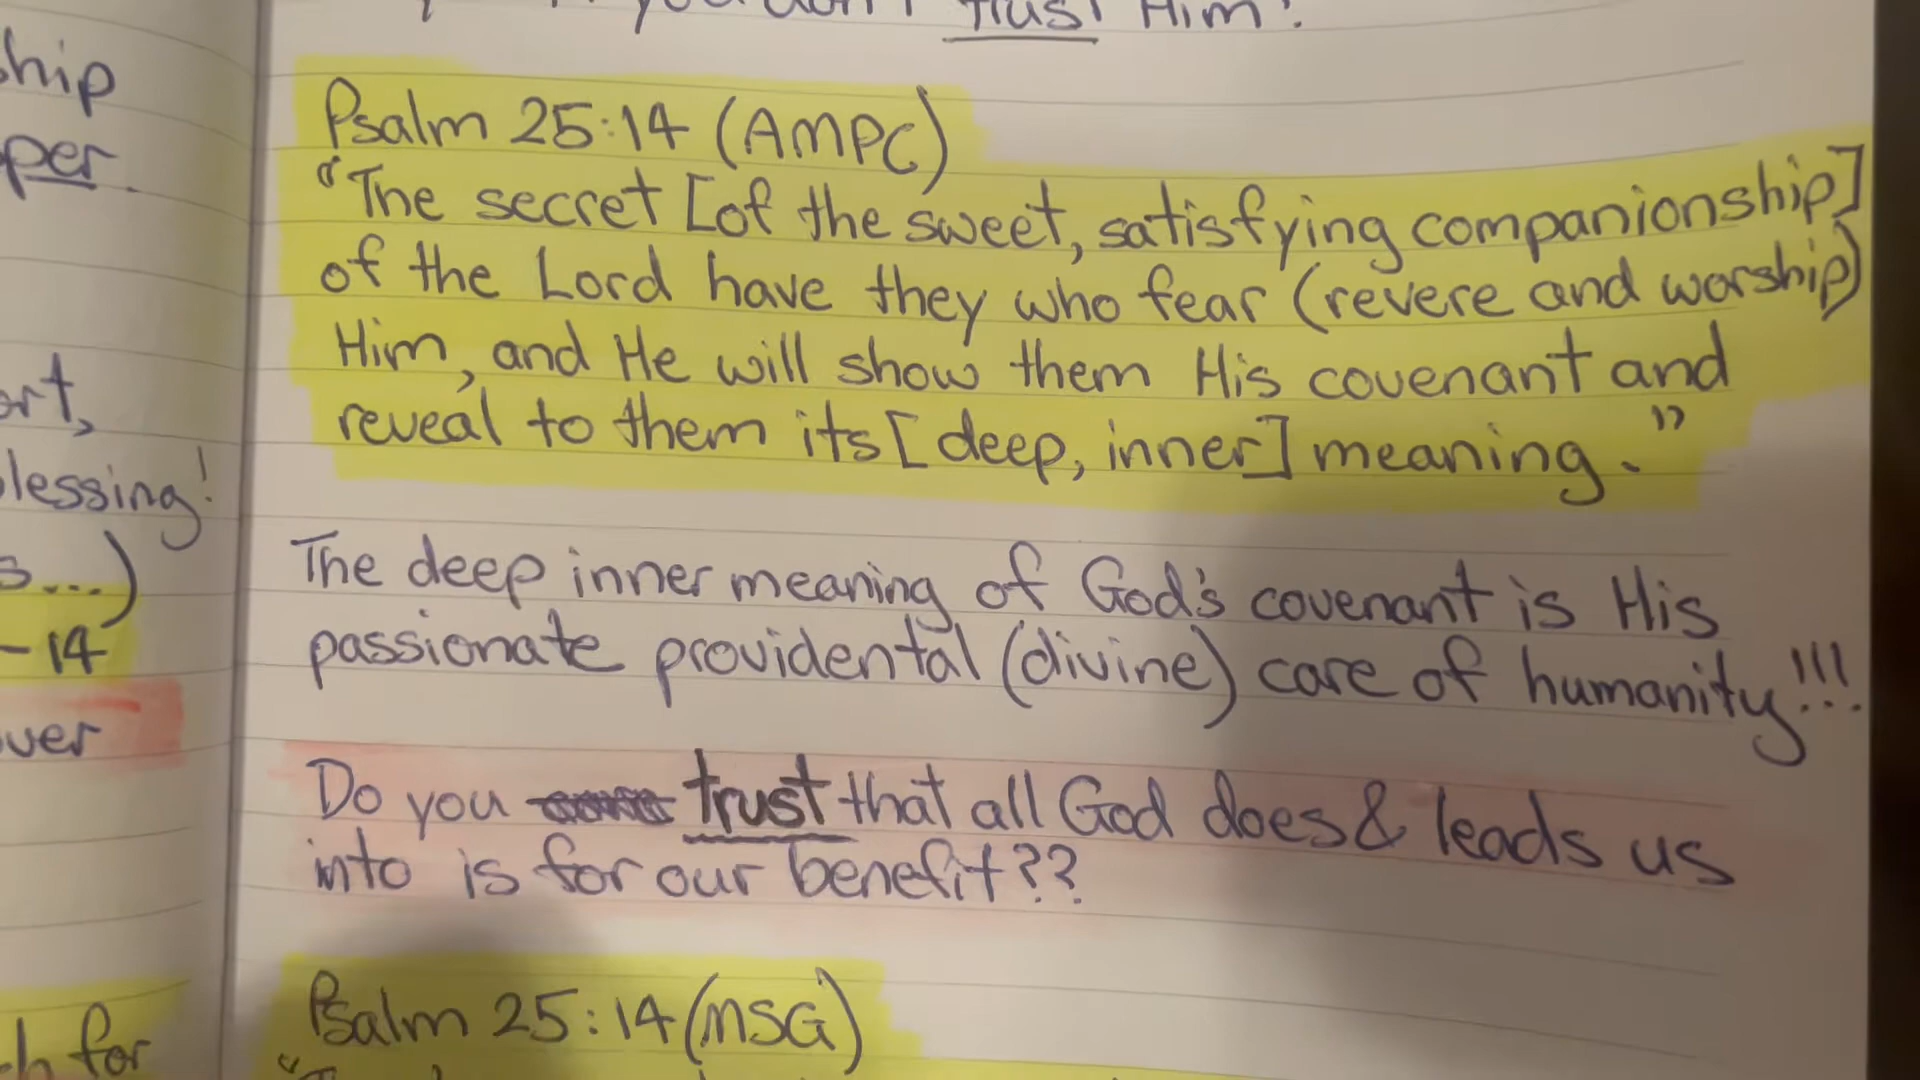 trust Him!
Psalm 25:14 (AMPC)
"The secret [of the sweet, satisfying companionship]
of the Lord have they who fear (revere and worship)
Him, and He will show them His covenant and
reveal to them its [deep, inner] meaning."
The deep inner meaning of God's covenant is His
passionate providental (divine) care of humanity!!!
Do you trust that all God does & leads us
into is for our benefit??
Psalm 25:14 (MSG)
hip
per.
ort,
lessing!
s...)
-14
ver
h for